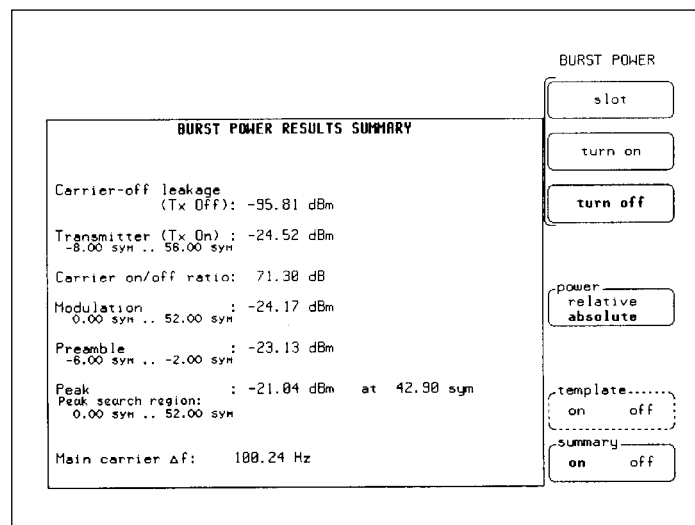 BURST POWER
slot
turn on
turn off
power
relative
absolute
template
on off
summary
on off
BURST POWER RESULTS SUMMARY
Carrier-off leakage
(Tx Off): -95.81 dBm
Transmitter (Tx On) : -24.52 dBm
-8.00 sym .. 56.00 sym
Carrier on/off ratio: 71.30 dB
Modulation : -24.17 dBm
0.00 sym .. 52.00 sym
Preamble : -23.13 dBm
-6.00 sym .. -2.00 sym
Peak : -21.04 dBm at 42.90 sym
Peak search region:
0.00 sym .. 52.00 sym
Main carrier Δf: 100.24 Hz